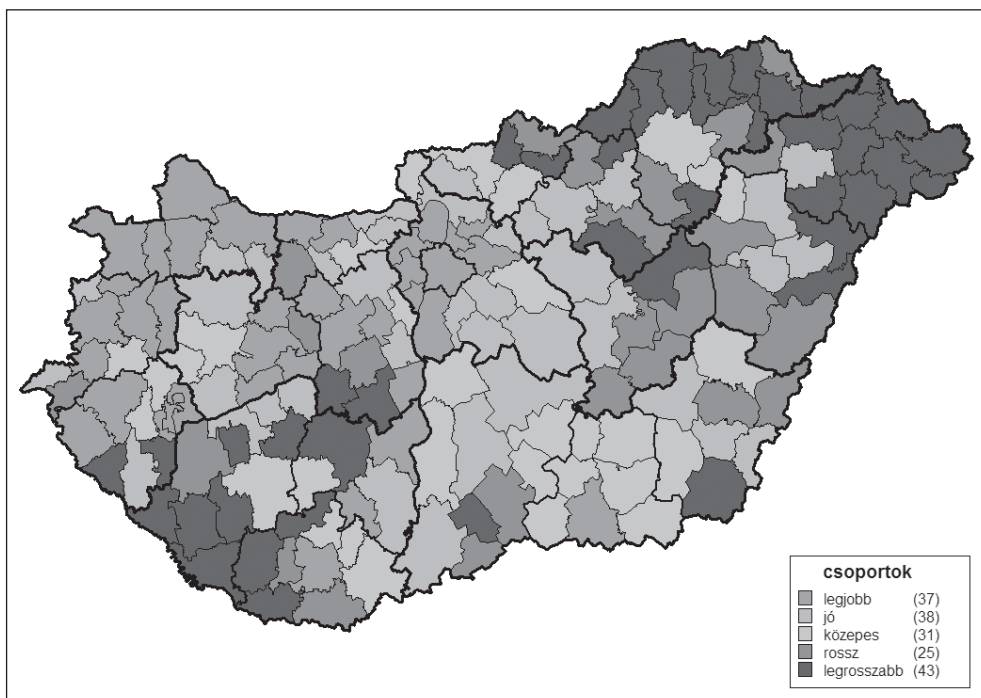 csoportok
legjobb (37)
jó (38)
közepes (31)
rossz (25)
legrosszabb (43)